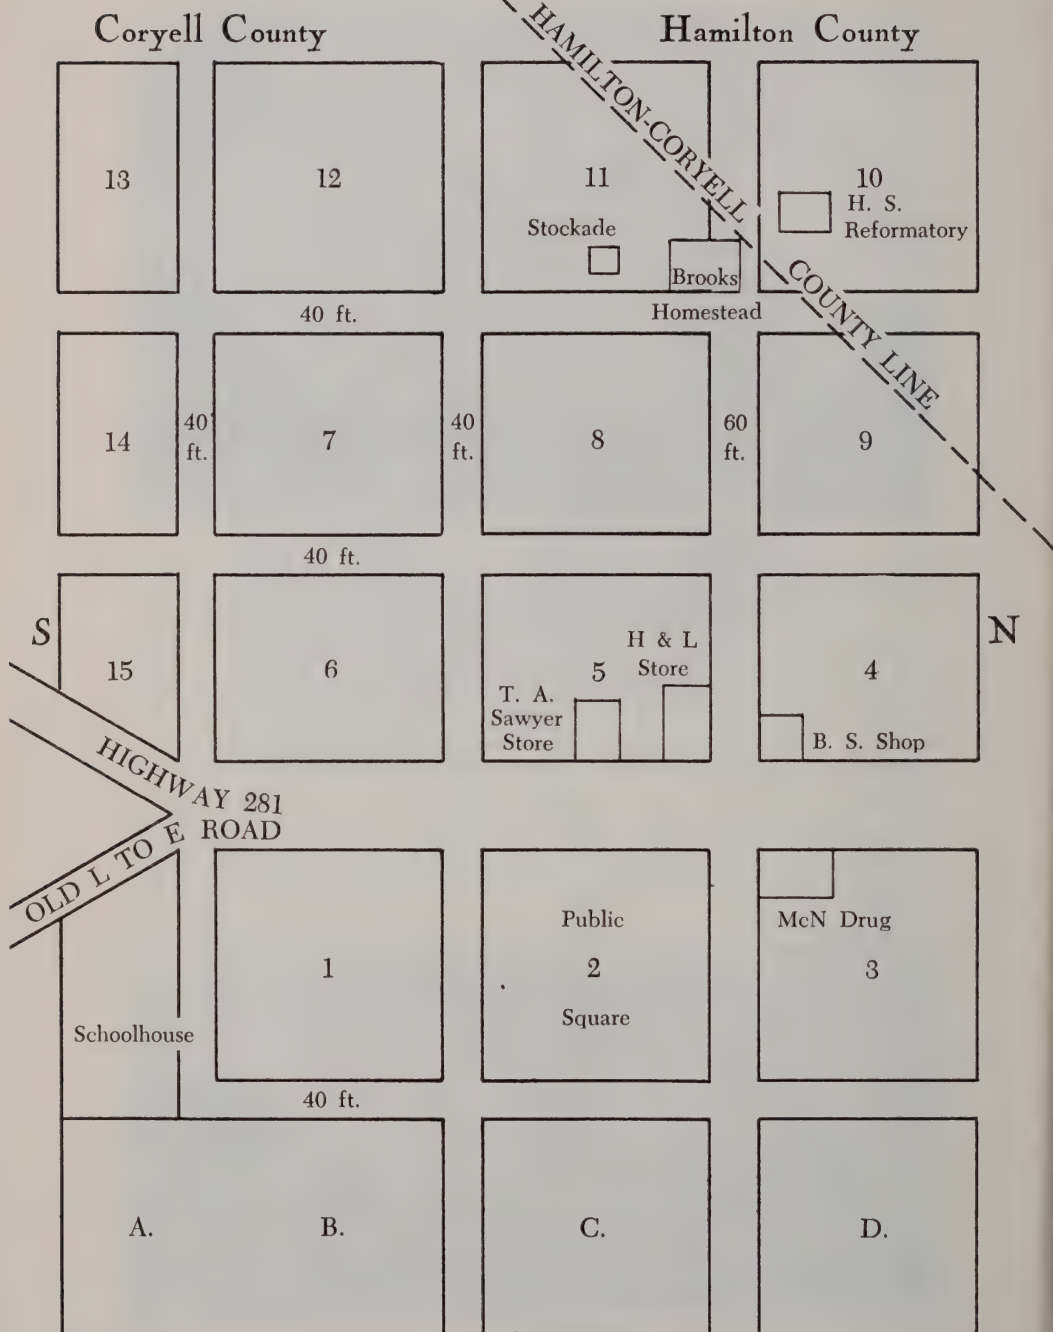 Coryell County
Hamilton County
HAMILTON-CORYELL
COUNTY LINE
13
12
11
10
Stockade
H. S.
Reformatory
Brooks
Homestead
40 ft.
14
40
ft.
7
40
ft.
8
60
ft.
9
40 ft.
S
N
15
6
5
H & L
Store
T. A.
Sawyer
Store
4
B. S. Shop
HIGHWAY 281
OLD L TO E ROAD
1
Public
2
Square
McN Drug
3
Schoolhouse
40 ft.
A.
B.
C.
D.